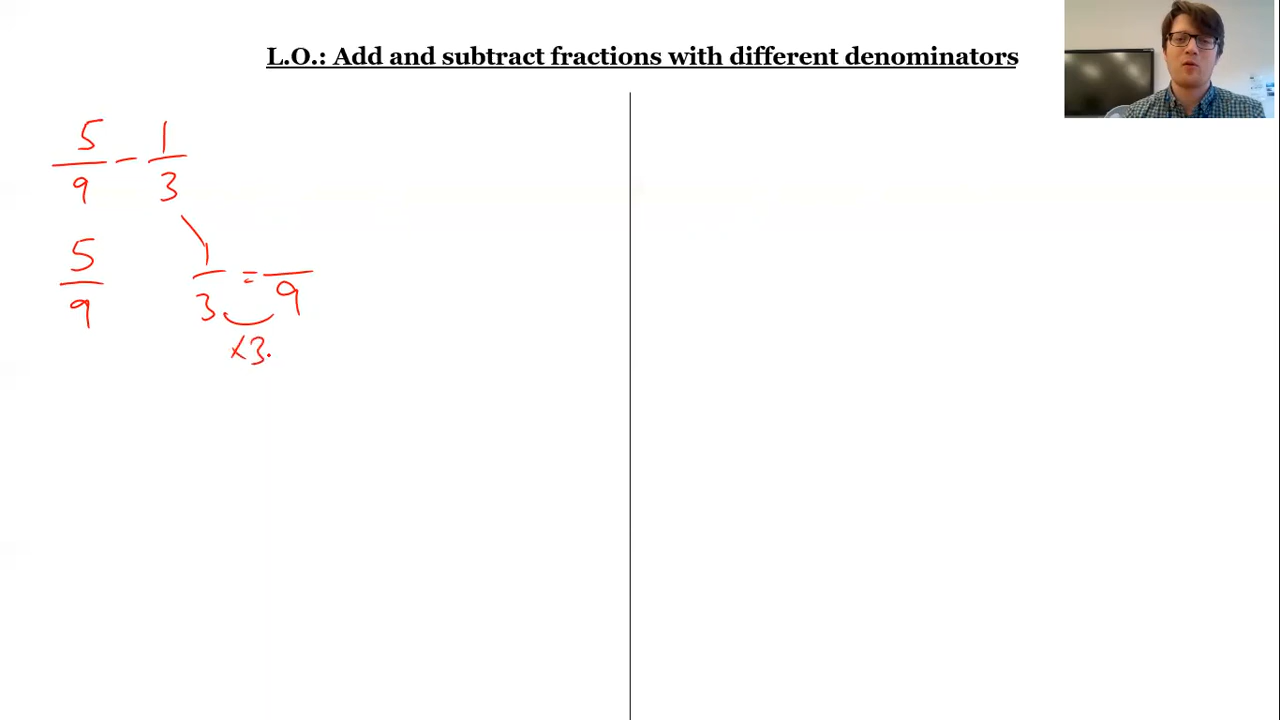 L.O.: Add and subtract fractions with different denominators
5/9 - 1/3
5/9 1/3 = /9
×3